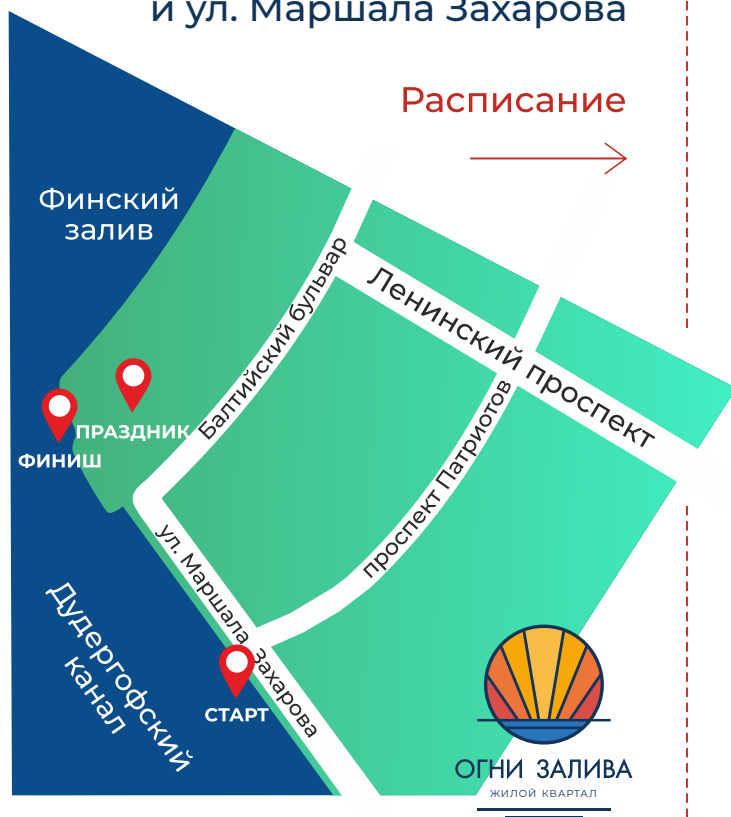 и ул. Маршала Захарова
Расписание
Финский
залив
Балтийский бульвар
Ленинский проспект
проспект Патриотов
ПРАЗДНИК
ФИНИШ
ул. Маршала Захарова
Дудергофский
канал
СТАРТ
ОГНИ ЗАЛИВА
ЖИЛОЙ КВАРТАЛ